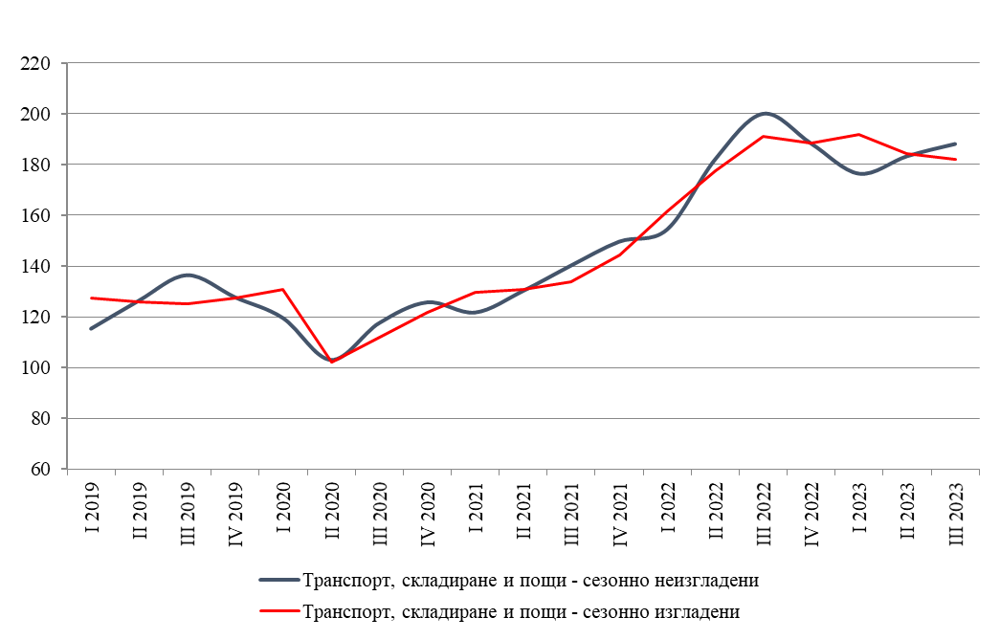 220
200
180
160
140
120
100
80
60
I 2019
II 2019
III 2019
IV 2019
I 2020
II 2020
III 2020
IV 2020
I 2021
II 2021
III 2021
IV 2021
I 2022
II 2022
III 2022
IV 2022
I 2023
II 2023
III 2023
Транспорт, складиране и пощи - сезонно неизгладени
Транспорт, складиране и пощи - сезонно изгладени